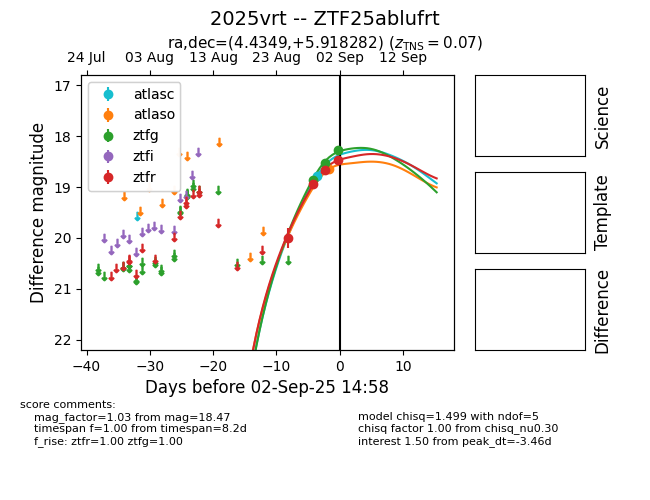 2025vrt -- ZTF25ablufrt
ra,dec=(4.4349,+5.918282) (zTNS = 0.07)
24 Jul 03 Aug 13 Aug 23 Aug 02 Sep 12 Sep
atlasc
atlaso
ztfg
ztfi
ztfr
17
18
19
20
21
22
Difference magnitude
−40 −30 −20 −10 0 10
Days before 02-Sep-25 14:58
Science
Template
Difference
score comments:
mag_factor=1.03 from mag=18.47
timespan f=1.00 from timespan=8.2d
f_rise: ztfr=1.00 ztfg=1.00
model chisq=1.499 with ndof=5
chisq factor 1.00 from chisq_nu0.30
interest 1.50 from peak_dt=-3.46d